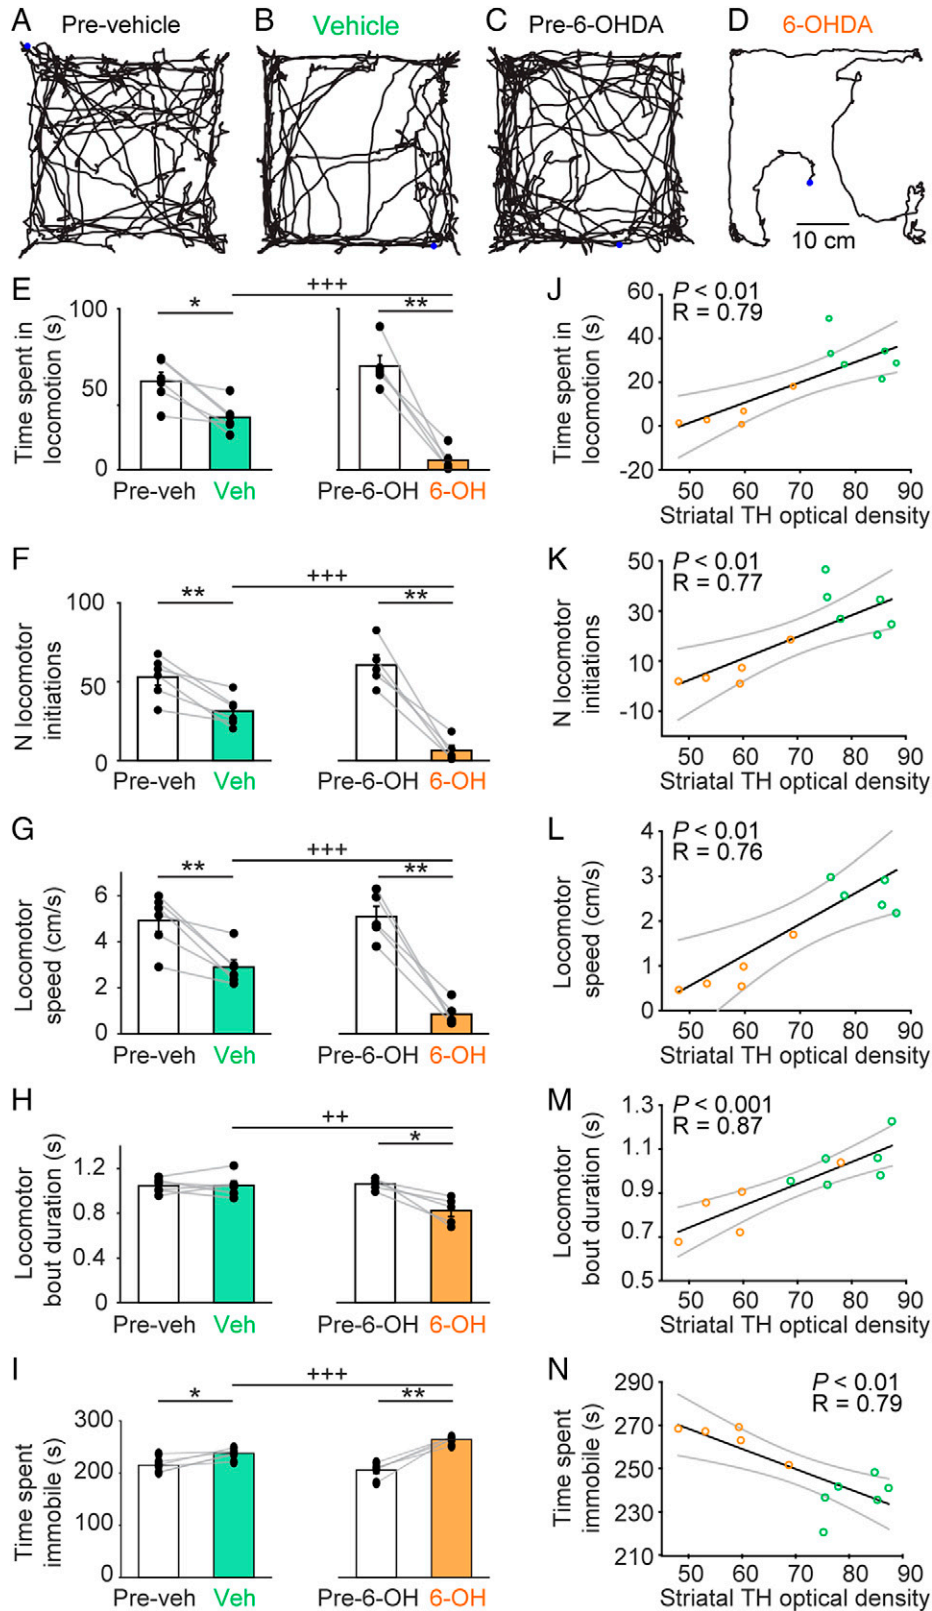 A Pre-vehicle B Vehicle C Pre-6-OHDA D 6-OHDA
10 cm
E
Time spent in
locomotion (s)
100
50
0
*
+++
**
Pre-veh Veh Pre-6-OH 6-OH
J
Time spent in
locomotion (s)
60
40
20
0
-20
P < 0.01
R = 0.79
50 60 70 80 90
Striatal TH optical density
F
N locomotor
initiations
100
50
0
**
+++
**
Pre-veh Veh Pre-6-OH 6-OH
K
N locomotor
initiations
50
30
10
-10
P < 0.01
R = 0.77
50 60 70 80 90
Striatal TH optical density
G
Locomotor
speed (cm/s)
6
4
2
0
**
+++
**
Pre-veh Veh Pre-6-OH 6-OH
L
Locomotor
speed (cm/s)
4
3
2
1
0
P < 0.01
R = 0.76
50 60 70 80 90
Striatal TH optical density
H
Locomotor
bout duration (s)
1.2
0.8
0.4
0
++
*
Pre-veh Veh Pre-6-OH 6-OH
M
Locomotor
bout duration (s)
1.3
1.1
0.9
0.7
0.5
P < 0.001
R = 0.87
50 60 70 80 90
Striatal TH optical density
I
Time spent
immobile (s)
300
200
100
0
*
+++
**
Pre-veh Veh Pre-6-OH 6-OH
N
Time spent
immobile (s)
290
270
250
230
210
P < 0.01
R = 0.79
50 60 70 80 90
Striatal TH optical density